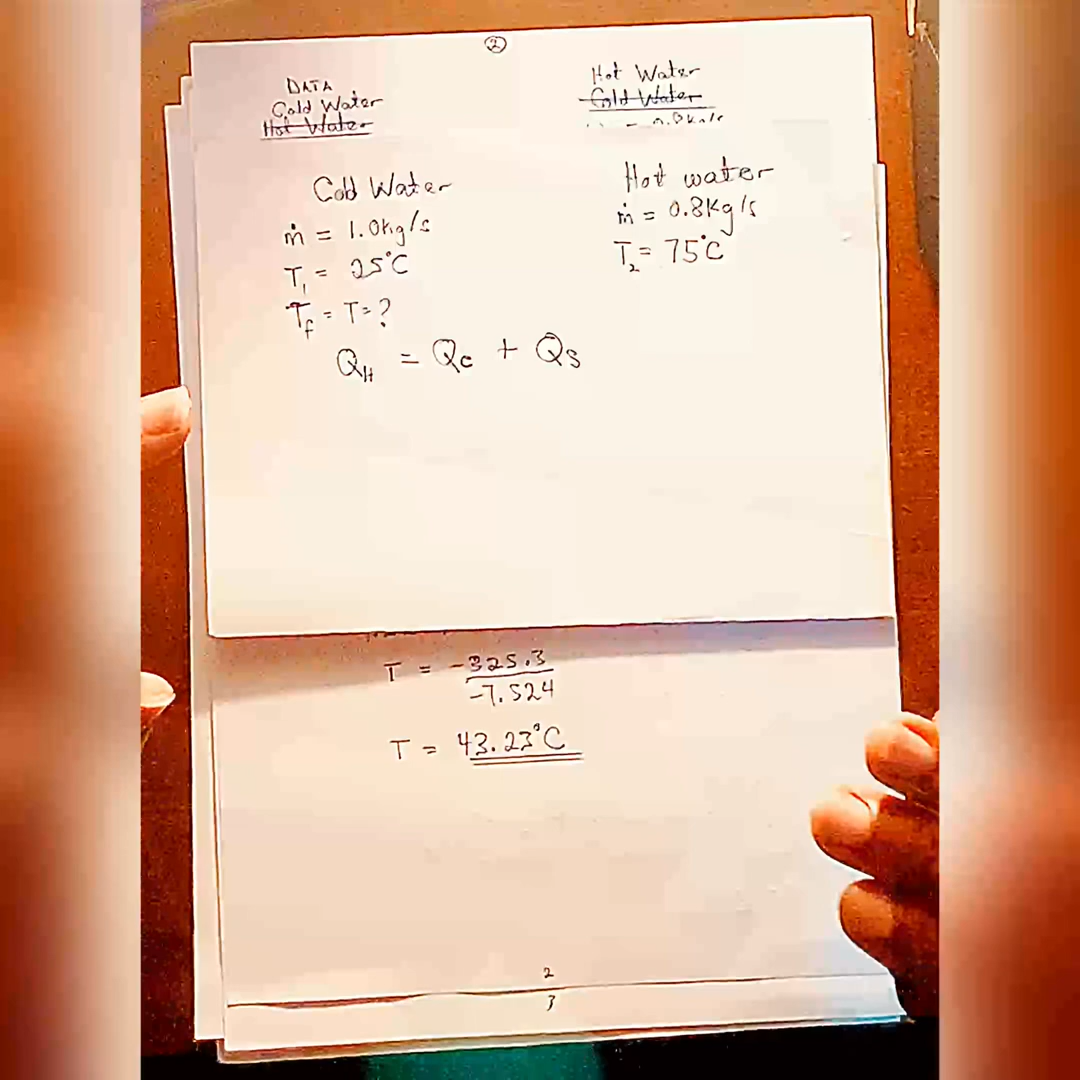 ②
DATA
Cold Water
Hot Water
Hot Water
Cold Water
Cold Water
ṁ = 1.0kg/s
T₁ = 25°C
T_f = T = ?
Hot water
ṁ = 0.8kg/s
T₂ = 75°C
Q_H = Q_C + Q_S
T = -325.3
-7.524
T = 43.23°C
2
3